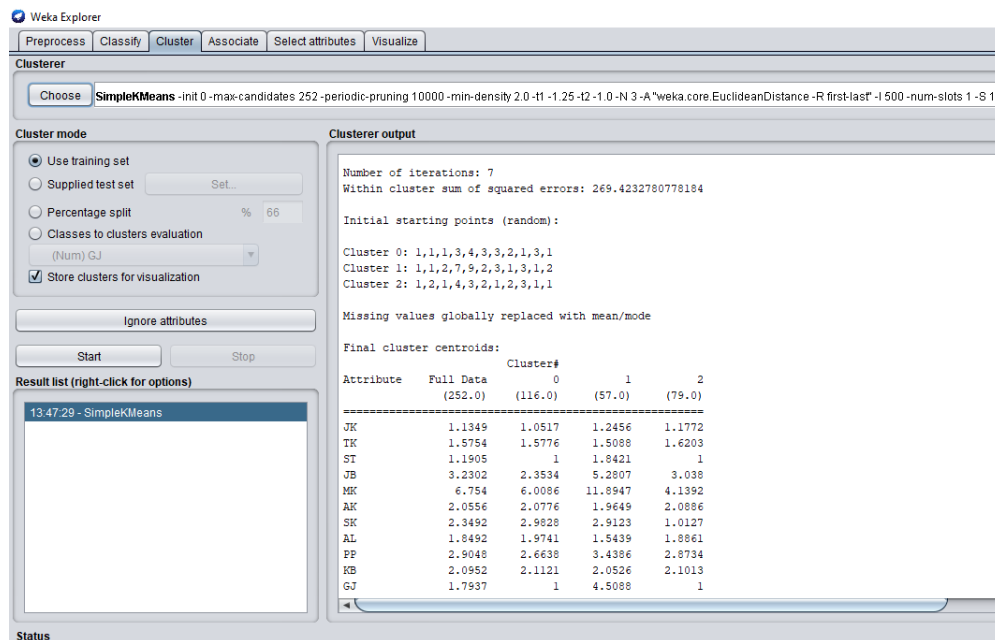 Weka Explorer
Preprocess Classify Cluster Associate Select attributes Visualize
Clusterer
Choose SimpleKMeans -init 0 -max-candidates 252 -periodic-pruning 10000 -min-density 2.0 -t1 -1.25 -t2 -1.0 -N 3 -A "weka.core.EuclideanDistance -R first-last" -I 500 -num-slots 1 -S 1
Cluster mode
Use training set
Supplied test set Set...
Percentage split % 66
Classes to clusters evaluation
(Num) GJ
Store clusters for visualization
Ignore attributes
Start Stop
Result list (right-click for options)
13:47:29 - SimpleKMeans
Clusterer output
Number of iterations: 7
Within cluster sum of squared errors: 269.4232780778184
Initial starting points (random):
Cluster 0: 1,1,1,3,4,3,3,2,1,3,1
Cluster 1: 1,1,2,7,9,2,3,1,3,1,2
Cluster 2: 1,2,1,4,3,2,1,2,3,1,1
Missing values globally replaced with mean/mode
Final cluster centroids:
Cluster#
Attribute Full Data 0 1 2
(252.0) (116.0) (57.0) (79.0)
==========================================================
JK 1.1349 1.0517 1.2456 1.1772
TK 1.5754 1.5776 1.5088 1.6203
ST 1.1905 1 1.8421 1
JB 3.2302 2.3534 5.2807 3.038
MK 6.754 6.0086 11.8947 4.1392
AK 2.0556 2.0776 1.9649 2.0886
SK 2.3492 2.9828 2.9123 1.0127
AL 1.8492 1.9741 1.5439 1.8861
PP 2.9048 2.6638 3.4386 2.8734
KB 2.0952 2.1121 2.0526 2.1013
GJ 1.7937 1 4.5088 1
Status